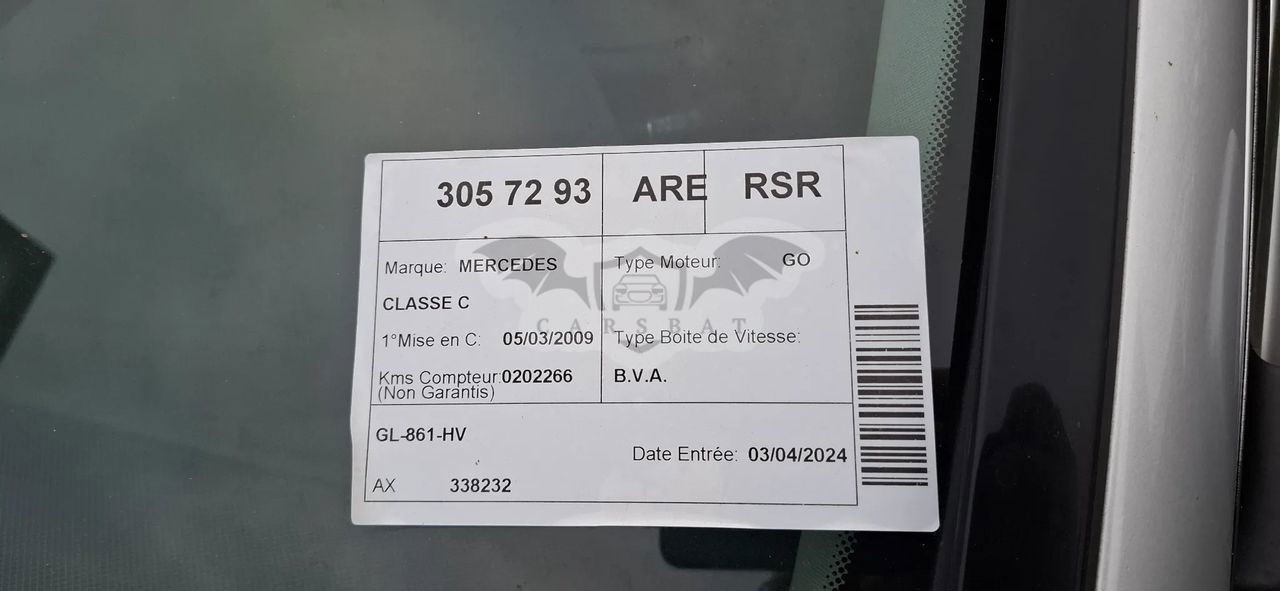 305 72 93 ARE RSR
Marque: MERCEDES Type Moteur: GO
CLASSE C
CARSBAT
1°Mise en C: 05/03/2009 Type Boite de Vitesse:
Kms Compteur:0202266 B.V.A.
(Non Garantis)
GL-861-HV
Date Entrée: 03/04/2024
AX 338232